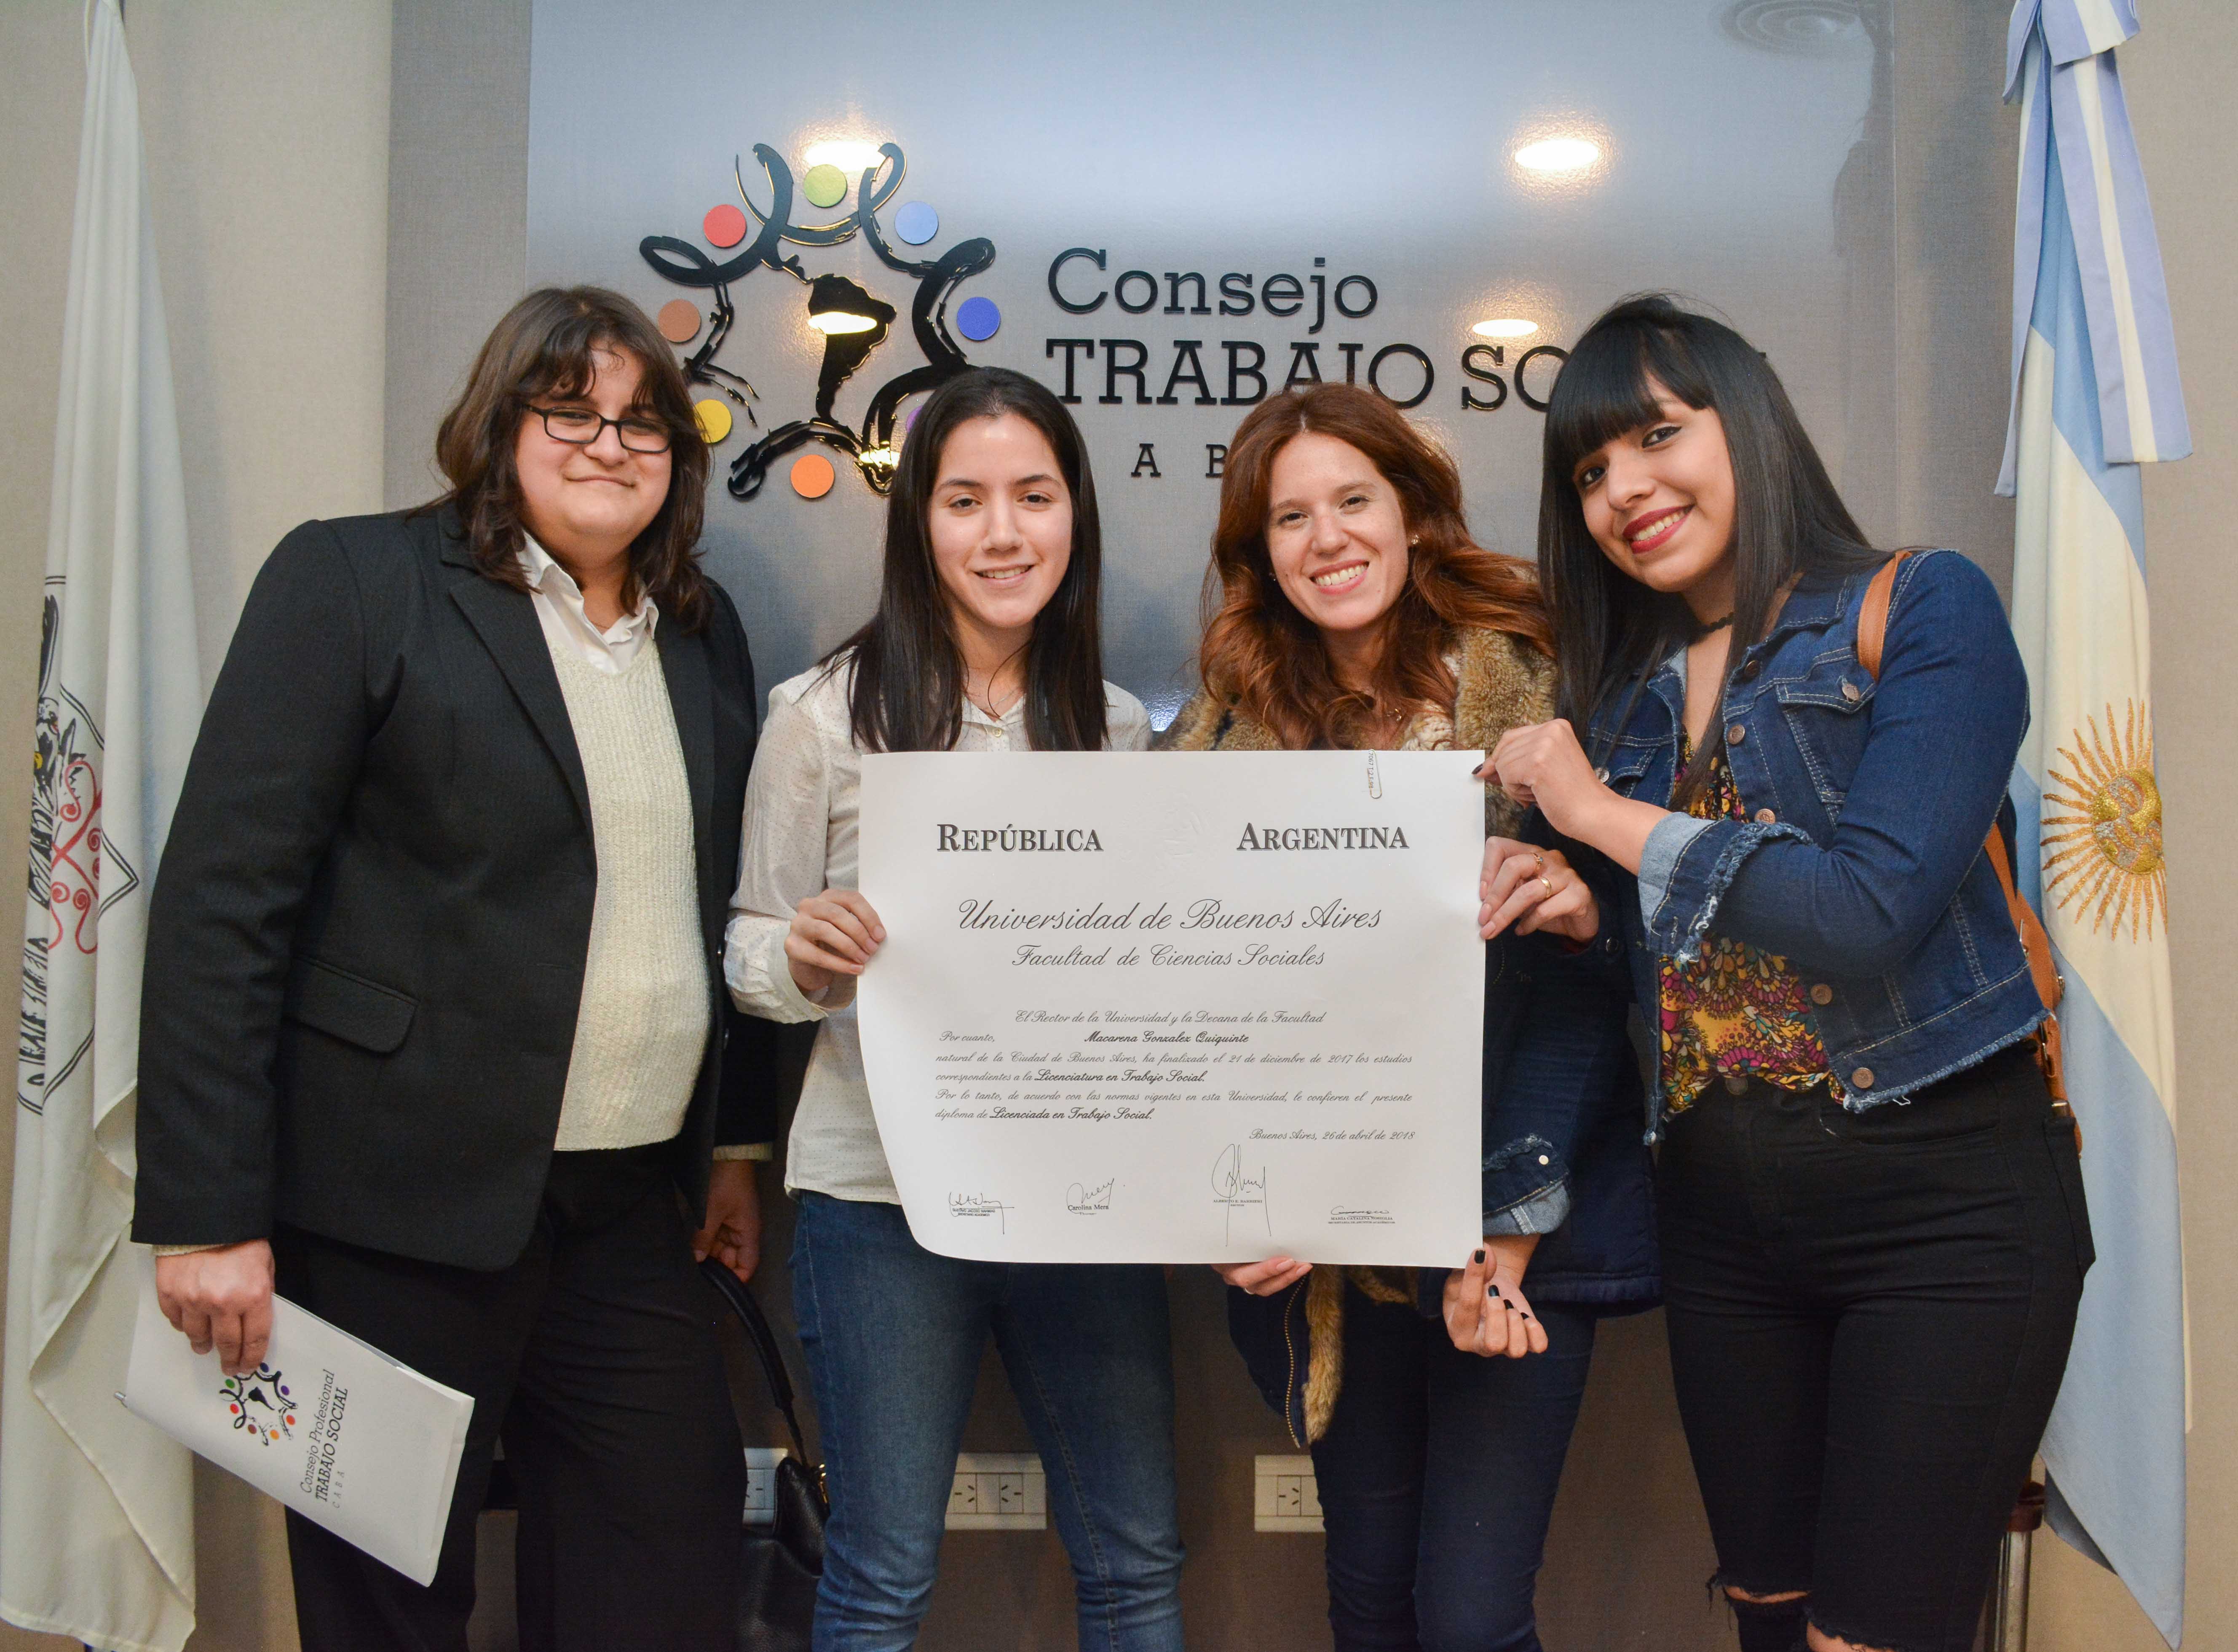 Consejo
TRABAJO SO
A B
REPÚBLICA ARGENTINA
Universidad de Buenos Aires
Facultad de Ciencias Sociales
El Rector de la Universidad y la Decana de la Facultad
Por cuanto, Macarena Gonzalez Quiquinte
natural de la Ciudad de Buenos Aires, ha finalizado el 21 de diciembre de 2017 los estudios
correspondientes a la Licenciatura en Trabajo Social.
Por lo tanto, de acuerdo con las normas vigentes en esta Universidad, le confieren el presente
diploma de Licenciada en Trabajo Social.
Buenos Aires, 26 de abril de 2018
Carolina Mera
Consejo Profesional
TRABAJO SOCIAL
C A B A